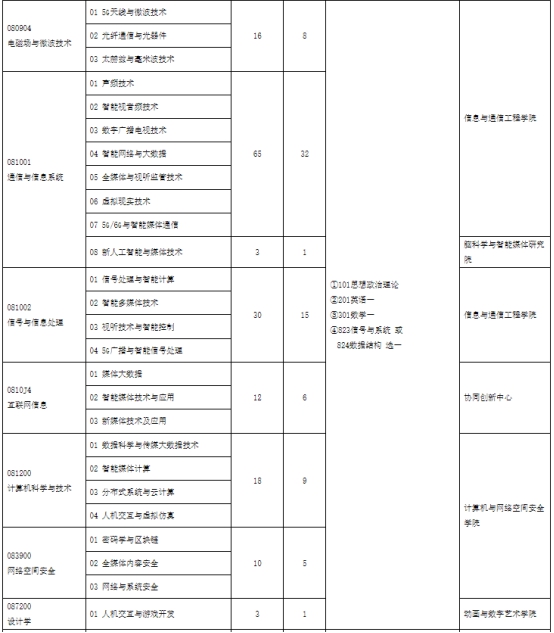 080904
电磁场与微波技术
01 5G天线与微波技术
02 光纤通信与光器件
03 太赫兹与毫米波技术
16
8
081001
通信与信息系统
01 声频技术
02 智能视音频技术
03 数字广播电视技术
04 智能网络与大数据
05 全媒体与视听监管技术
06 虚拟现实技术
07 5G/6G与智能媒体通信
65
32
信息与通信工程学院
08 新人工智能与媒体技术
3
1
脑科学与智能媒体研究
院
081002
信号与信息处理
01 信号处理与智能计算
02 智能多媒体技术
03 视听技术与智能控制
04 5G广播与智能信号处理
30
15
①101思想政治理论
②201英语一
③301数学一
④823信号与系统 或
824数据结构 选一
信息与通信工程学院
0810J4
互联网信息
01 媒体大数据
02 智能媒体技术与应用
03 新媒体技术及应用
12
6
协同创新中心
081200
计算机科学与技术
01 数据科学与传媒大数据技术
02 智能媒体计算
03 分布式系统与云计算
04 人机交互与虚拟仿真
18
9
计算机与网络空间安全
学院
083900
网络空间安全
01 密码学与区块链
02 全媒体内容安全
03 网络与系统安全
10
5
087200
设计学
01 人机交互与游戏开发
3
1
动画与数字艺术学院